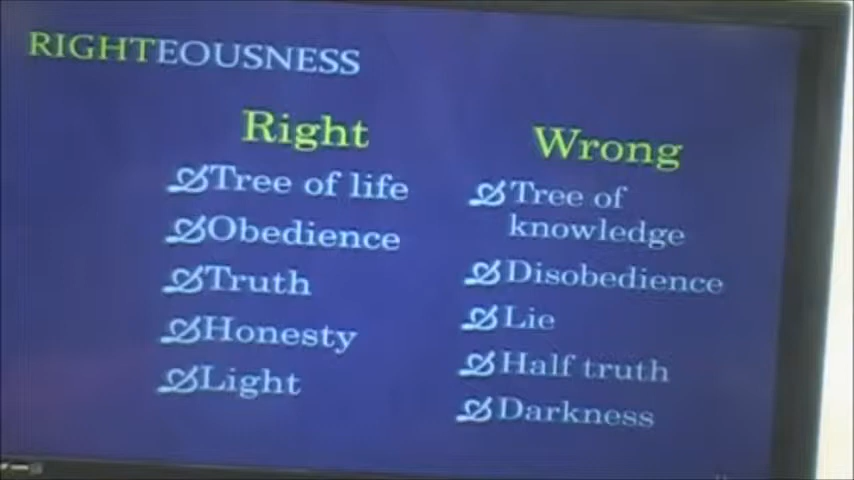 RIGHTEOUSNESS
Right
Tree of life
Obedience
Truth
Honesty
Light
Wrong
Tree of
knowledge
Disobedience
Lie
Half truth
Darkness